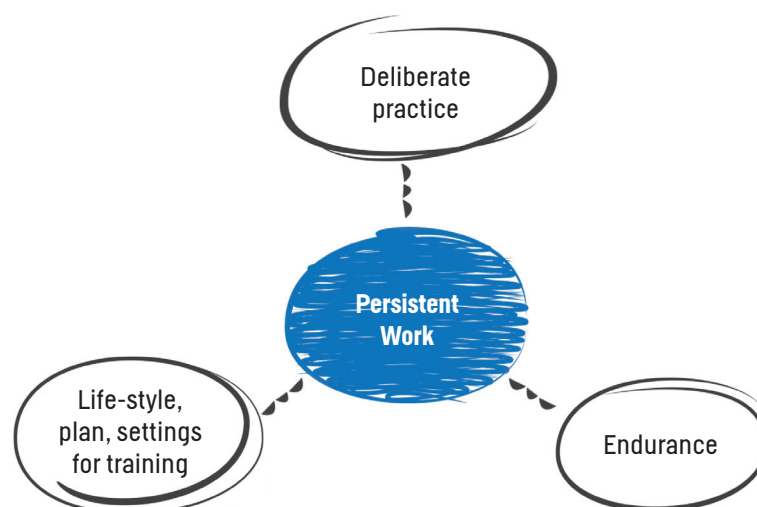 Deliberate
practice
Persistent
Work
Life-style,
plan, settings
for training
Endurance